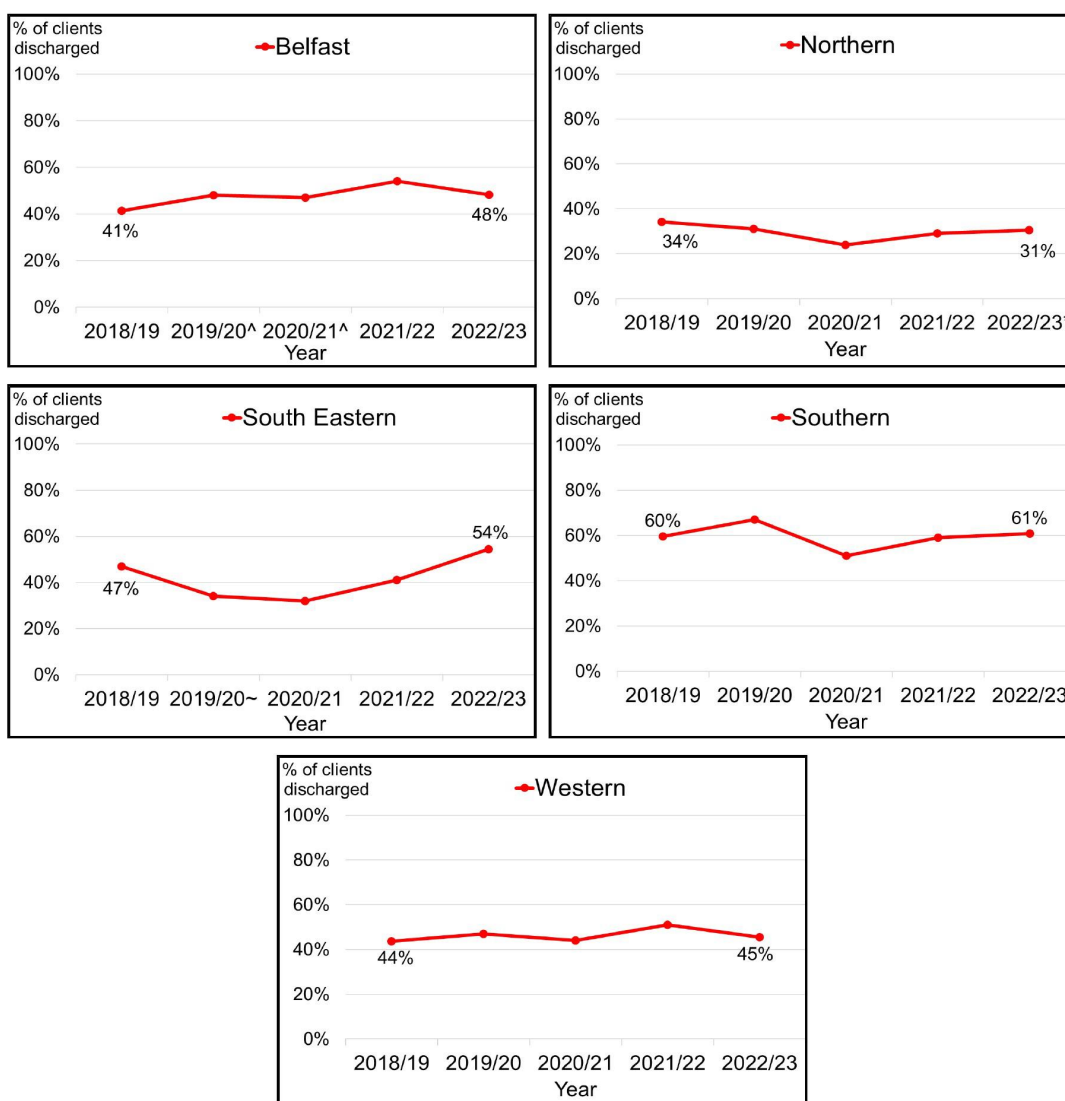 % of clients
discharged
Belfast
100%
80%
60%
40%
20%
0%
41%
48%
2018/19 2019/20^ 2020/21^ 2021/22 2022/23
Year
% of clients
discharged
Northern
100%
80%
60%
40%
20%
0%
34%
31%
2018/19 2019/20 2020/21 2021/22 2022/23
Year
% of clients
discharged
South Eastern
100%
80%
60%
40%
20%
0%
47%
54%
2018/19 2019/20~ 2020/21 2021/22 2022/23
Year
% of clients
discharged
Southern
100%
80%
60%
40%
20%
0%
60%
61%
2018/19 2019/20 2020/21 2021/22 2022/23
Year
% of clients
discharged
Western
100%
80%
60%
40%
20%
0%
44%
45%
2018/19 2019/20 2020/21 2021/22 2022/23
Year